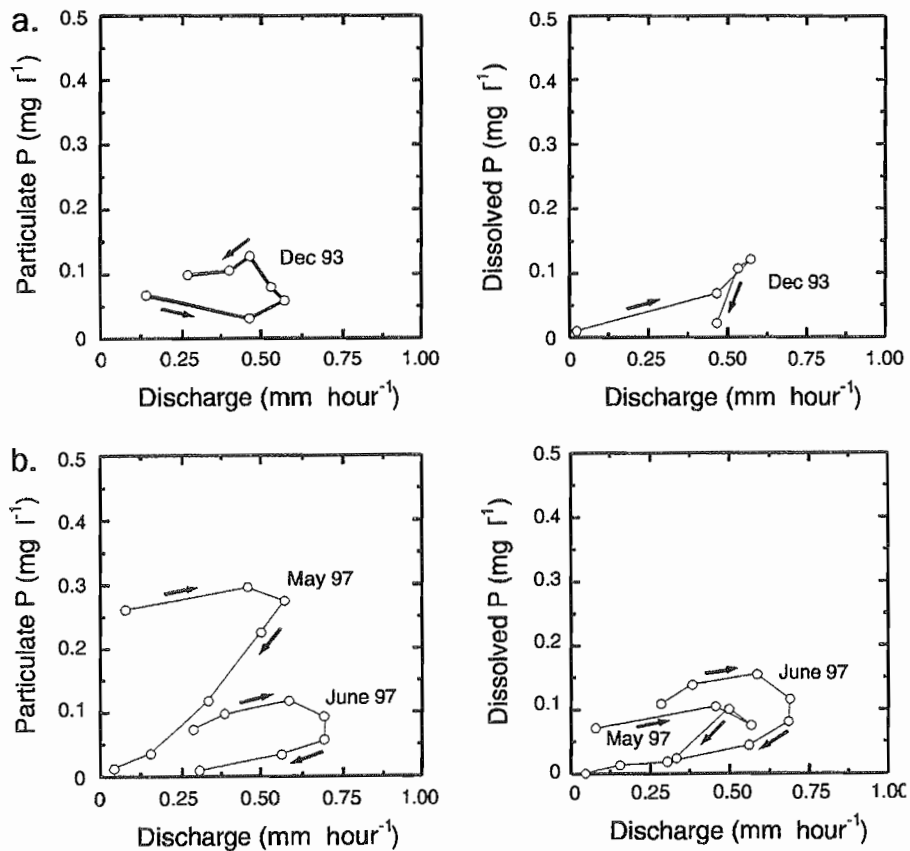 a.
Particulate P (mg l⁻¹)
0.5
0.4
0.3
0.2
0.1
0
Dec 93
0 0.25 0.50 0.75 1.00
Discharge (mm hour⁻¹)
Dissolved P (mg l⁻¹)
0.5
0.4
0.3
0.2
0.1
0
Dec 93
0 0.25 0.50 0.75 1.00
Discharge (mm hour⁻¹)
b.
Particulate P (mg l⁻¹)
0.5
0.4
0.3
0.2
0.1
0
May 97
June 97
0 0.25 0.50 0.75 1.00
Discharge (mm hour⁻¹)
Dissolved P (mg l⁻¹)
0.5
0.4
0.3
0.2
0.1
0
June 97
May 97
0 0.25 0.50 0.75 1.00
Discharge (mm hour⁻¹)